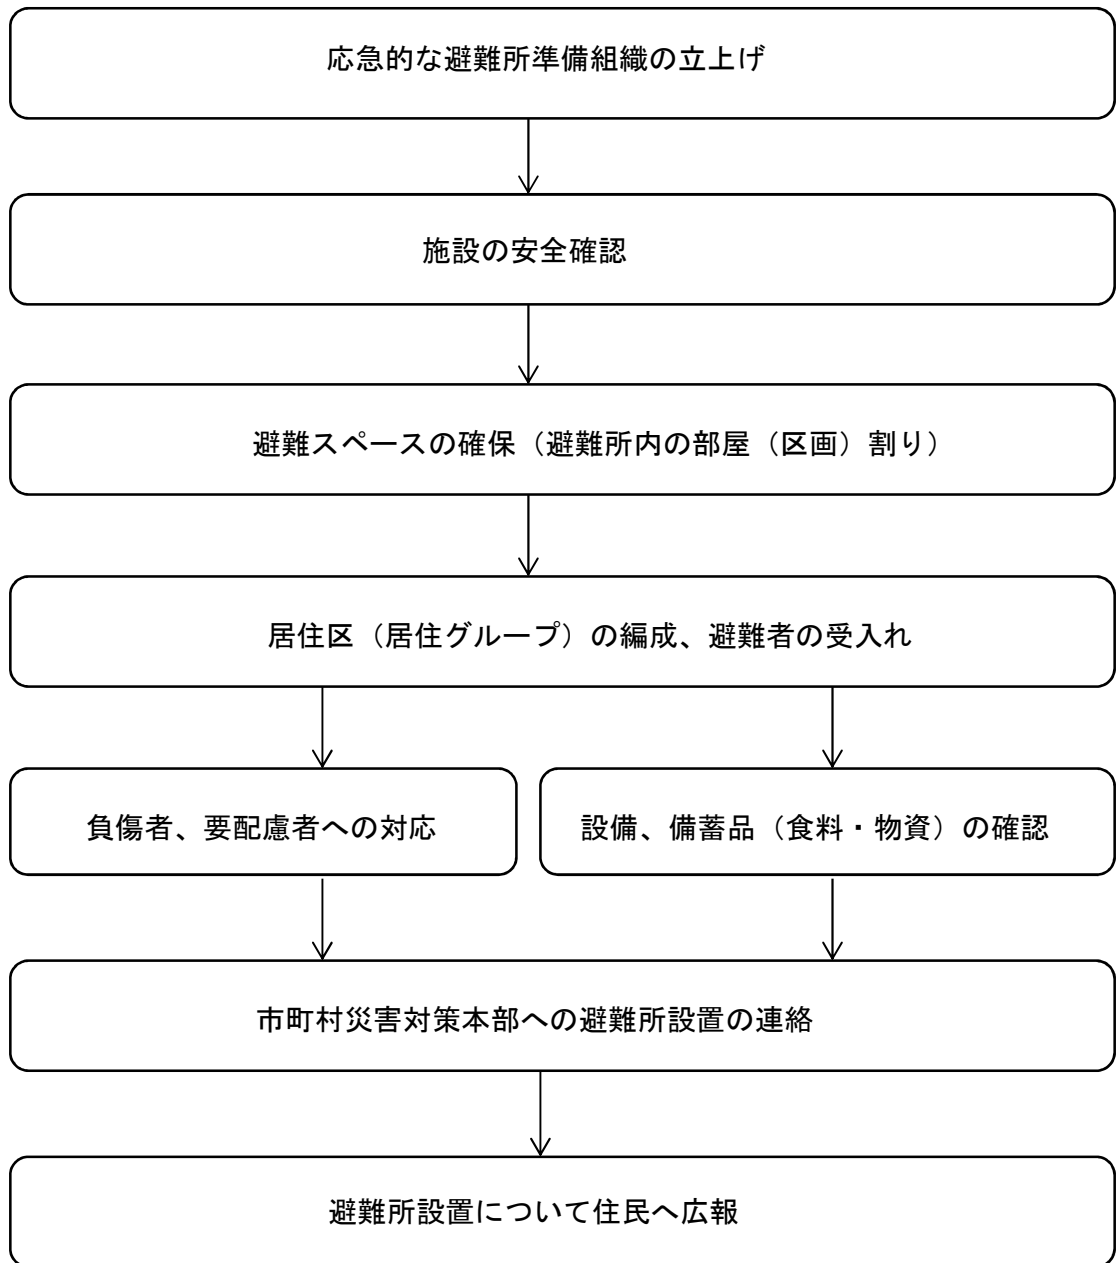 応急的な避難所準備組織の立上げ
施設の安全確認
避難スペースの確保（避難所内の部屋（区画）割り）
居住区（居住グループ）の編成、避難者の受入れ
負傷者、要配慮者への対応
設備、備蓄品（食料・物資）の確認
市町村災害対策本部への避難所設置の連絡
避難所設置について住民へ広報